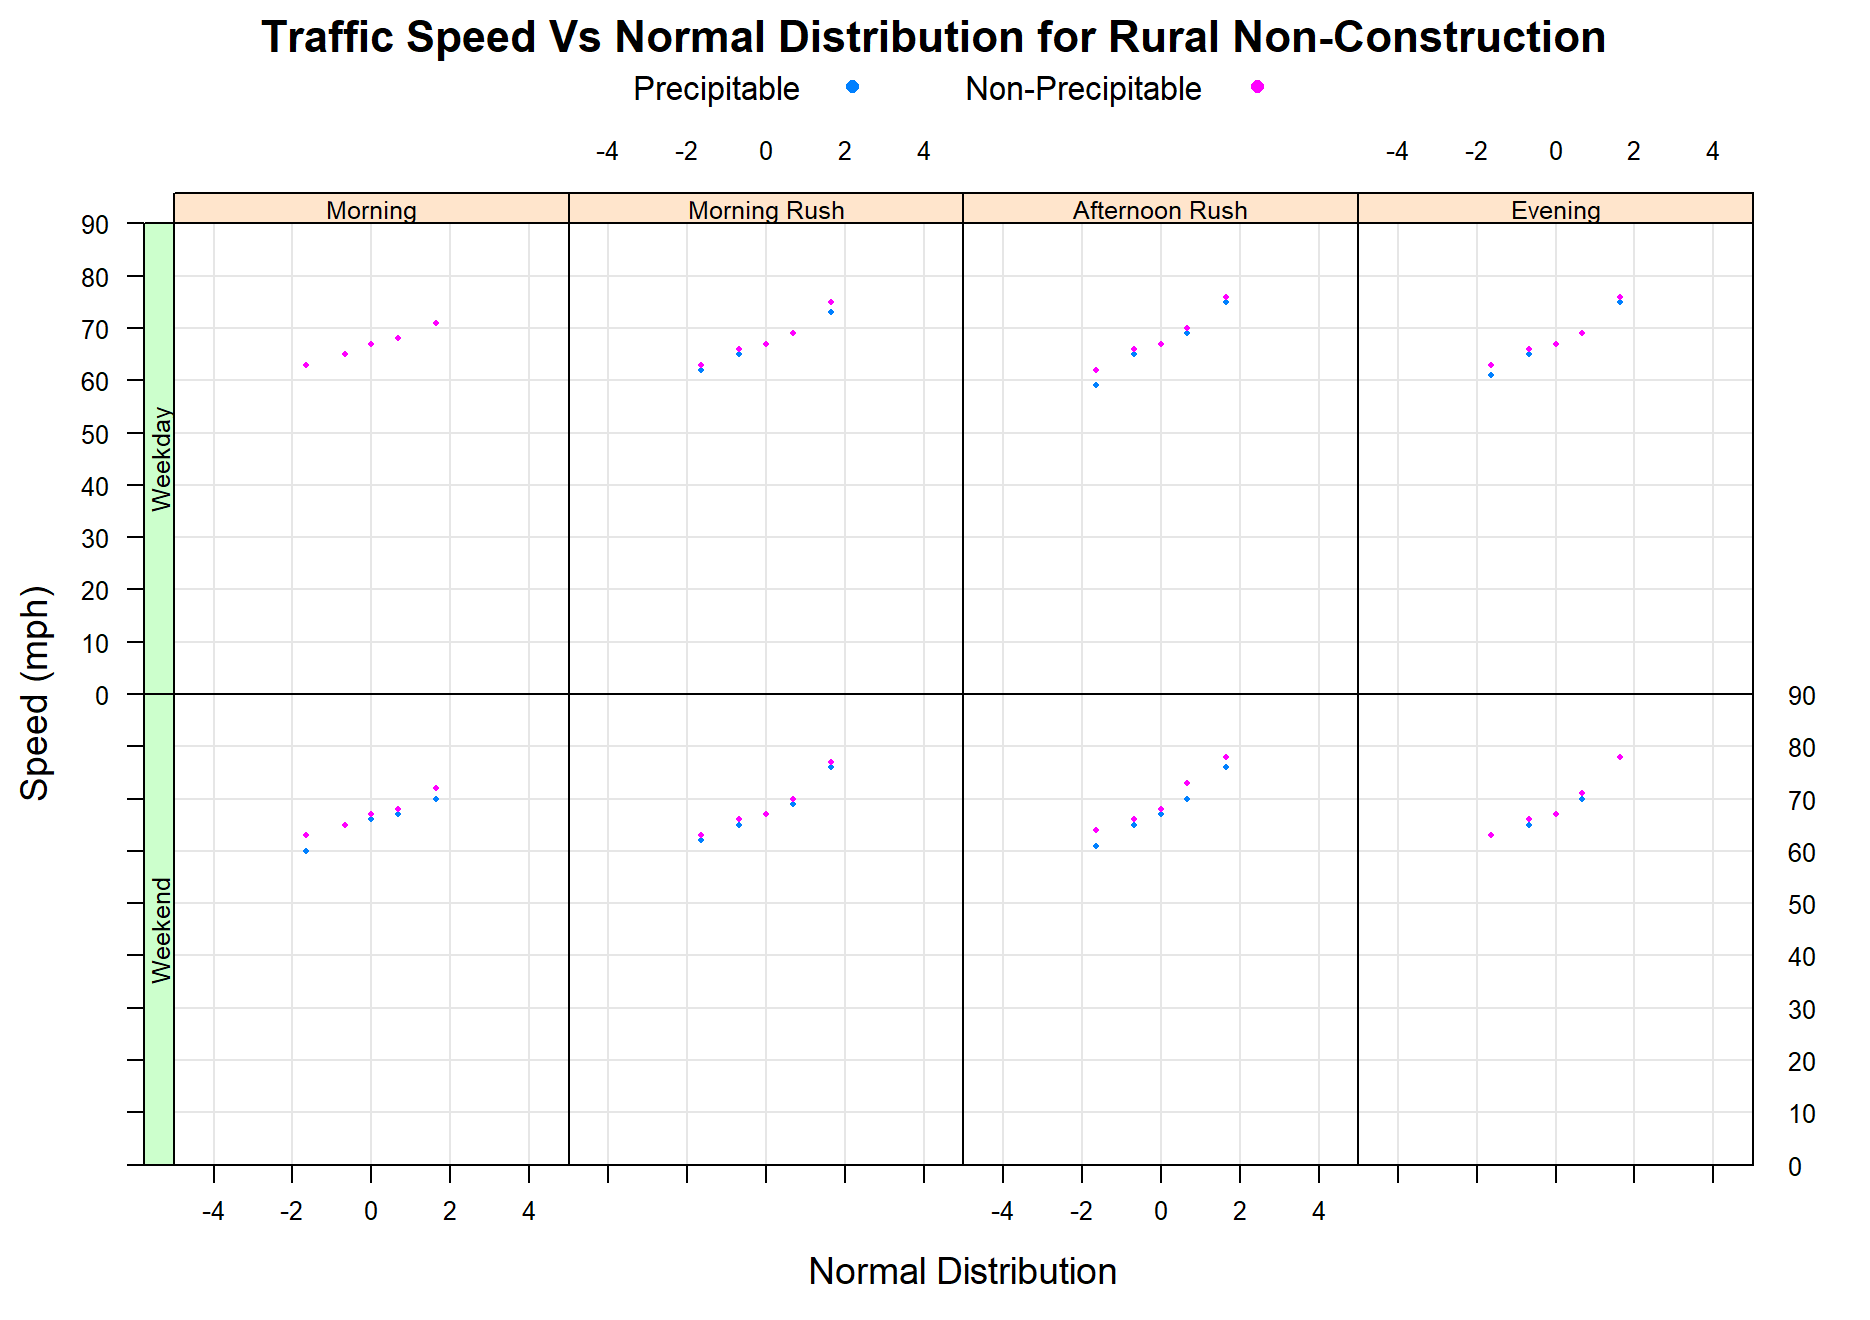 Traffic Speed Vs Normal Distribution for Rural Non-Construction
Precipitable Non-Precipitable
-4 -2 0 2 4 -4 -2 0 2 4
Morning Morning Rush Afternoon Rush Evening
90
80
70
60
50
40
30
20
10
0
Weekday
Speed (mph)
Weekend
90
80
70
60
50
40
30
20
10
0
-4 -2 0 2 4 -4 -2 0 2 4
Normal Distribution